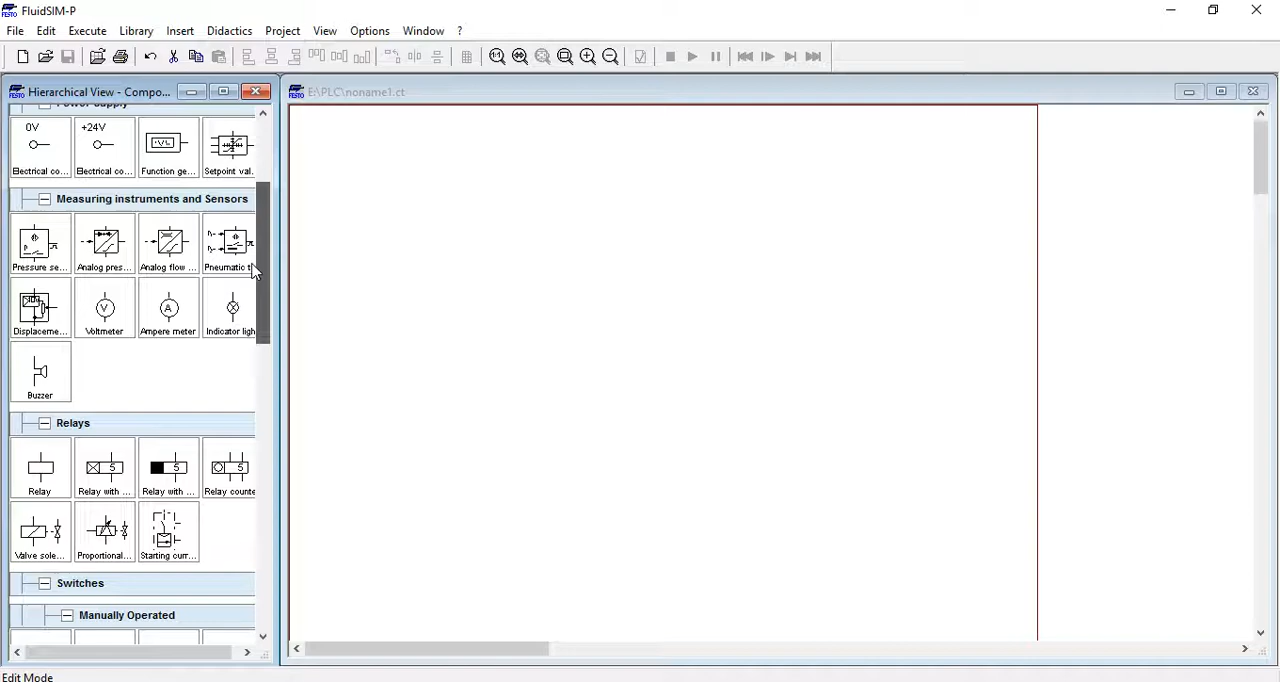 FluidSIM-P
File Edit Execute Library Insert Didactics Project View Options Window ?
Hierarchical View - Compo...
E:\PLC\noname1.ct
Power Supply
0V +24V
Electrical co... Electrical co... Function ge... Setpoint val.
Measuring instruments and Sensors
Pressure se... Analog pres... Analog flow ... Pneumatic t
Displaceme... Voltmeter Ampere meter Indicator ligh
Buzzer
Relays
Relay Relay with ... Relay with ... Relay counte
Valve sole... Proportional... Starting curr...
Switches
Manually Operated
Edit Mode